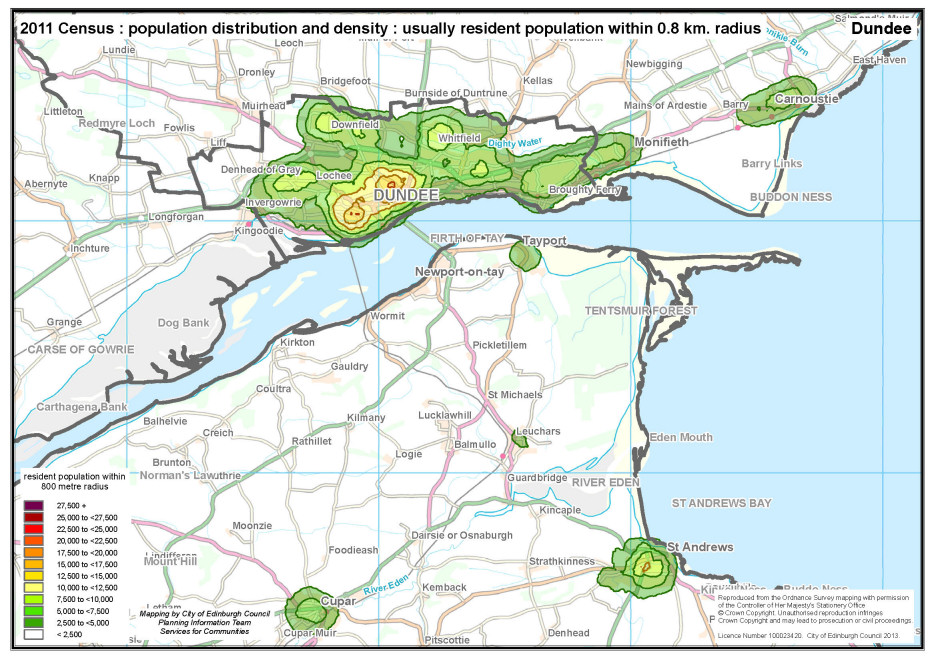 2011 Census : population distribution and density : usually resident population within 0.8 km. radius
Dundee
Lundie
Leoch
Newbigging
East Haven
Dronley
Bridgefoot
Kellas
Burnside of Duntrune
Muirhead
Mains of Ardestie
Barry
Carnoustie
Littleton
Redmyre Loch
Fowlis
Liff
Downfield
Whitfield
Dighty Water
Monifieth
Barry Links
Denhead of Gray
Lochee
Abernyte
Knapp
DUNDEE
Broughty Ferry
BUDDON NESS
Invergowrie
Longforgan
Kingoodie
FIRTH OF TAY
Tayport
Inchture
Newport-on-tay
TENTSMUIR FOREST
Grange
Dog Bank
Wormit
CARSE OF GOWRIE
Kirkton
Pickletillem
Gauldry
Coultra
St Michaels
Carthagena Bank
Balhelvie
Kilmany
Lucklawhill
Creich
Rathillet
Balmullo
Leuchars
Eden Mouth
Logie
Brunton
Norman's Law
Guardbridge
RIVER EDEN
resident population within
800 metre radius
ST ANDREWS BAY
27,500 +
25,000 to <27,500
22,500 to <25,000
20,000 to <22,500
17,500 to <20,000
15,000 to <17,500
12,500 to <15,000
10,000 to <12,500
7,500 to <10,000
5,000 to <7,500
2,500 to <5,000
< 2,500
Kincaple
Moonzie
Dairsie or Osnaburgh
Foodieash
St Andrews
Mount Hill
Strathkinness
River Eden
Kemback
Cupar
Mapping by City of Edinburgh Council
Planning Information Team
Services for Communities
Cupar Muir
Pitscottie
Denhead
Reproduced from the Ordnance Survey mapping with permission
of the Controller of Her Majesty's Stationery Office
© Crown Copyright. Unauthorised reproduction infringes
Crown Copyright and may lead to prosecution or civil proceedings
Licence Number 100023420. City of Edinburgh Council 2013